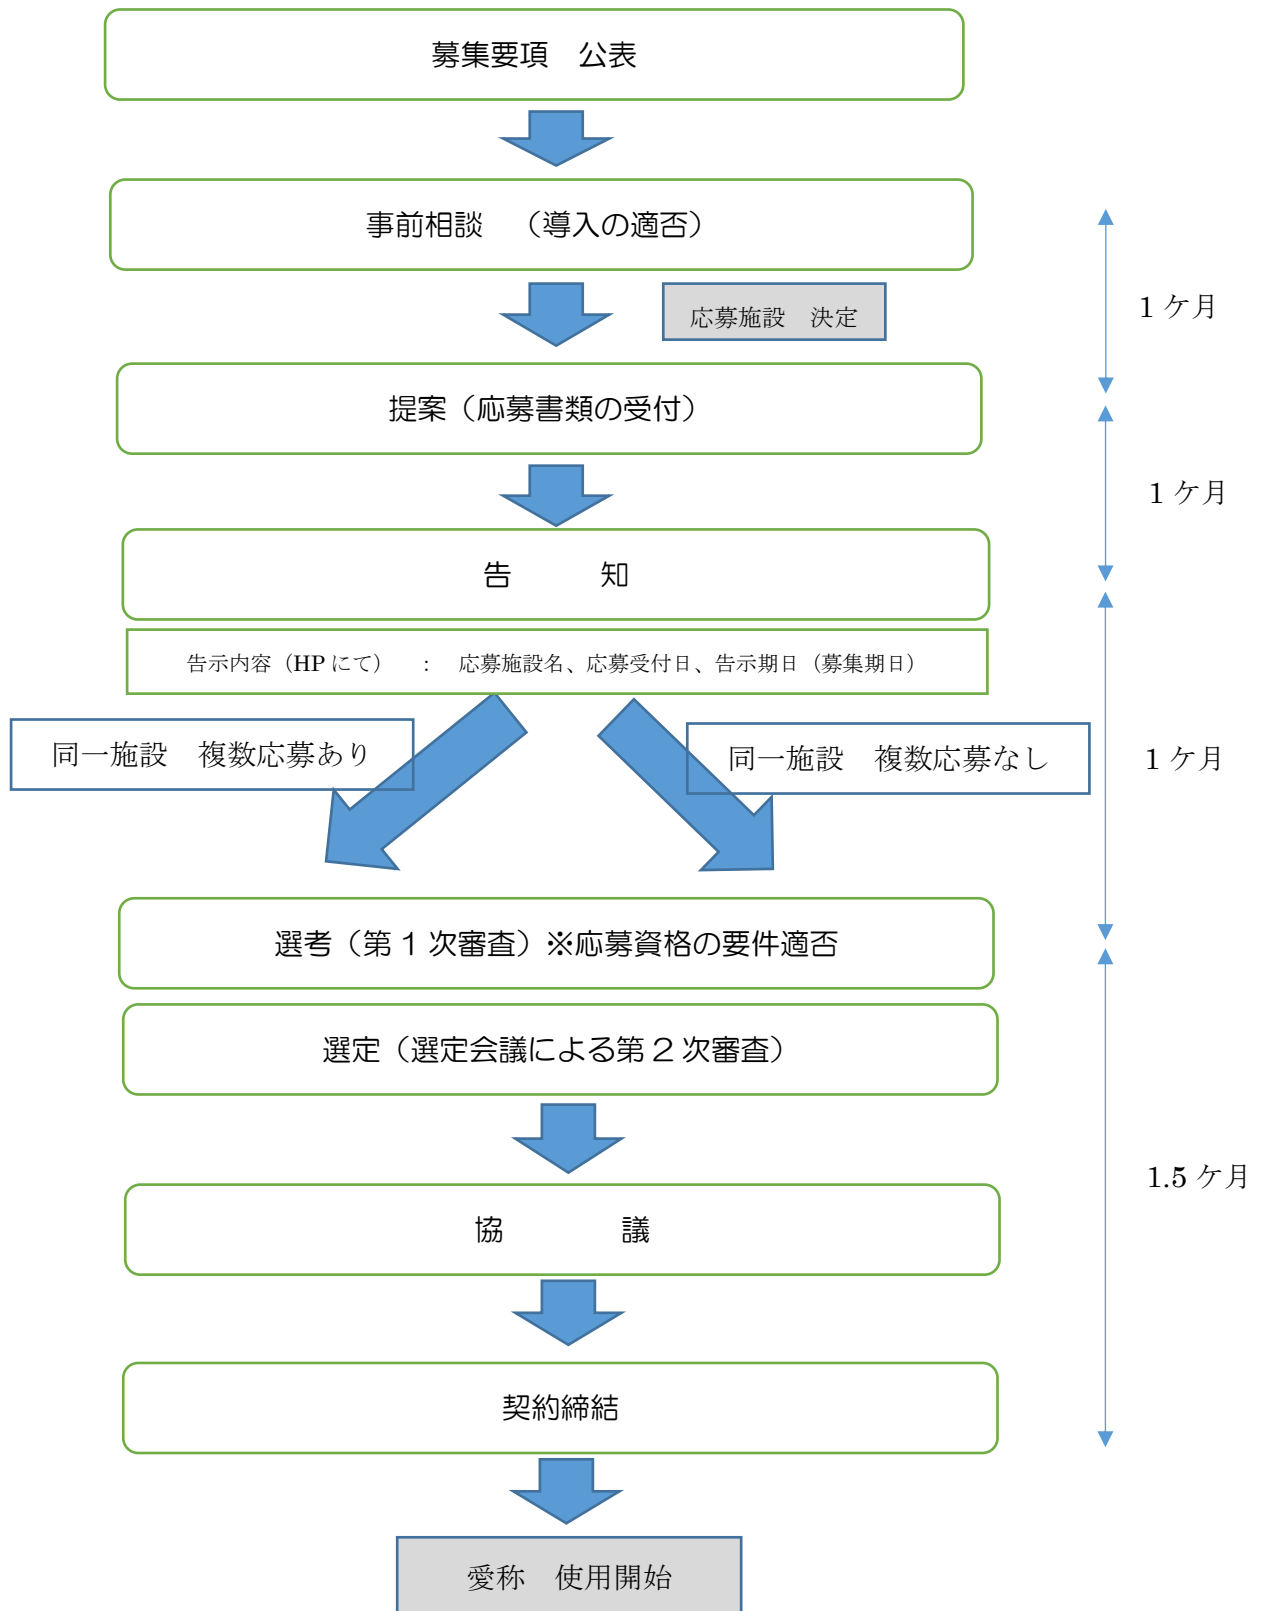 募集要項　公表
事前相談　（導入の適否）
応募施設　決定
1 ケ月
提案（応募書類の受付）
1 ケ月
告　　　知
告示内容（HP にて）　：　応募施設名、応募受付日、告示期日（募集期日）
同一施設　複数応募あり
同一施設　複数応募なし
1 ケ月
選考（第 1 次審査）※応募資格の要件適否
選定（選定会議による第 2 次審査）
1.5 ケ月
協　　　　議
契約締結
愛称　使用開始